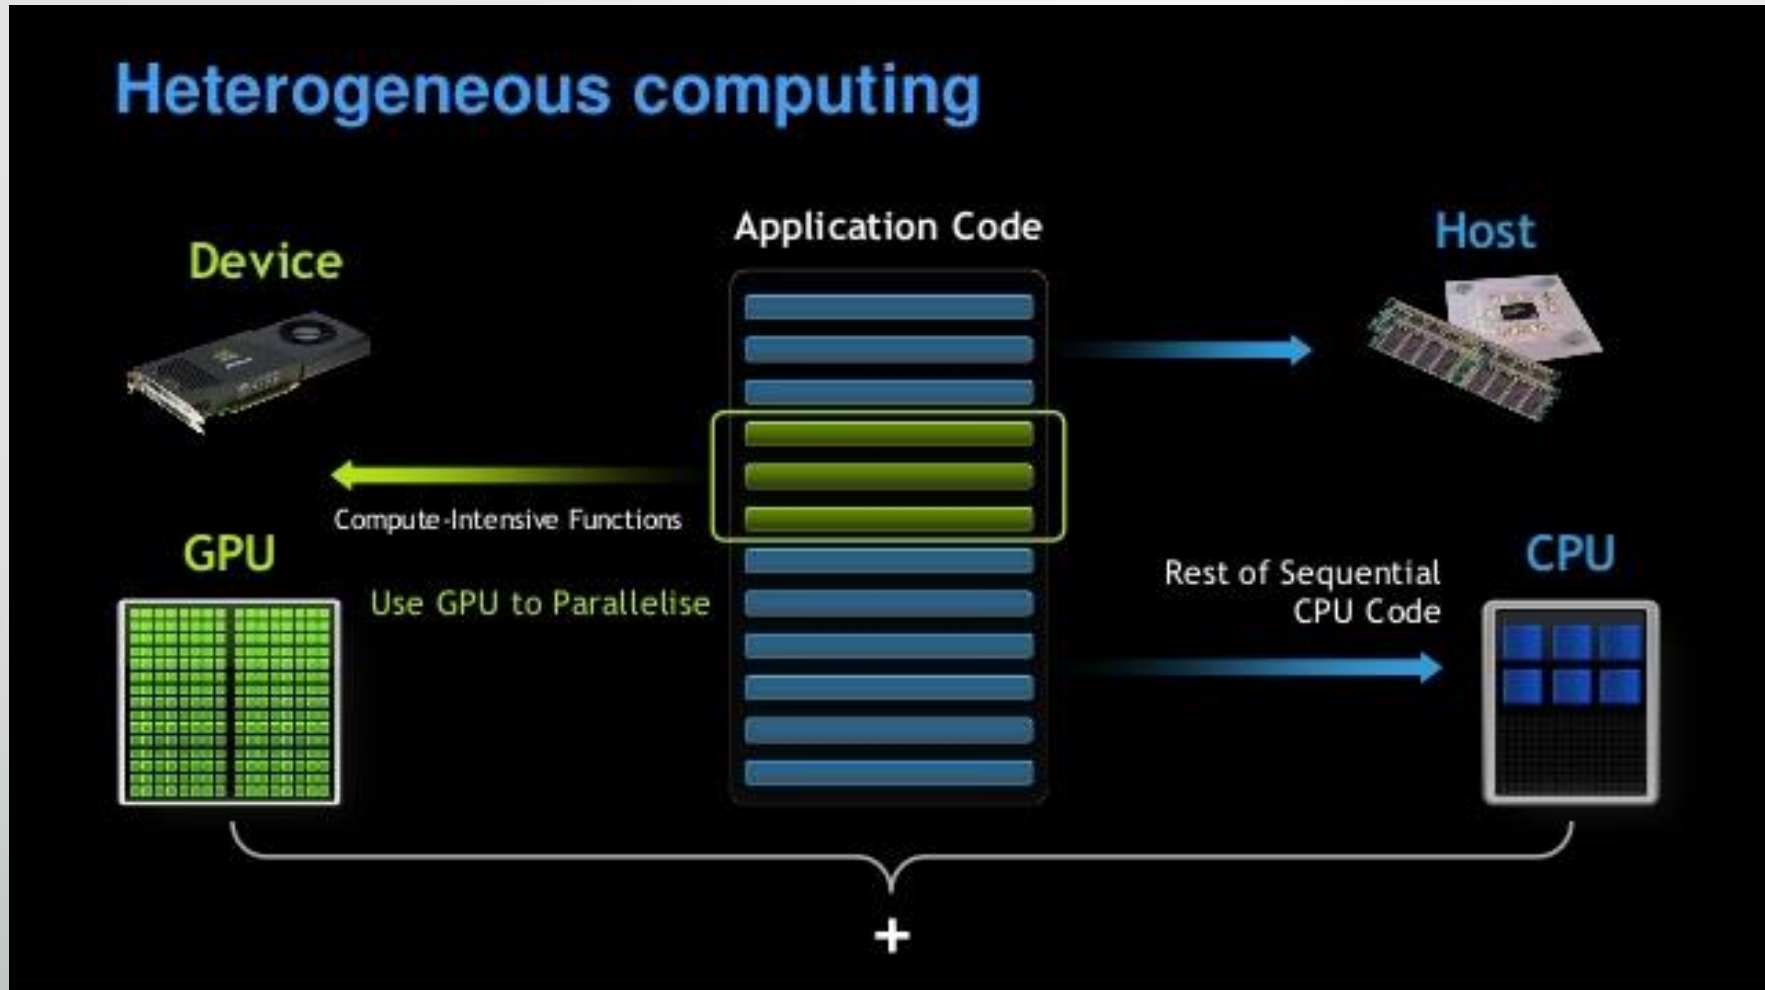 Heterogeneous computing
Application Code
Device
Host
Compute-Intensive Functions
GPU
Use GPU to Parallelise
Rest of Sequential
CPU Code
CPU
+